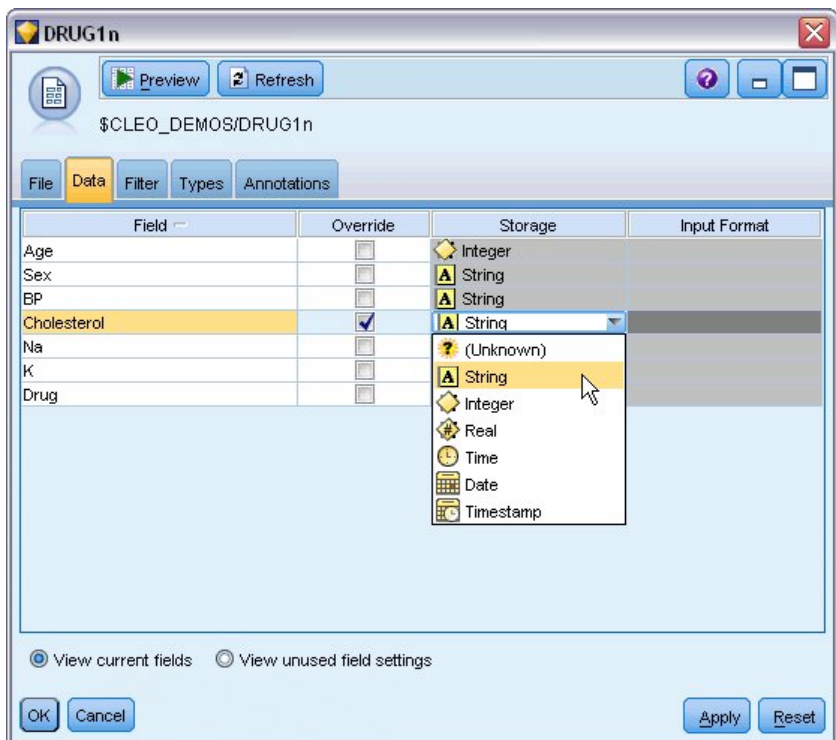 DRUG1n
Preview Refresh
$CLEO_DEMOS/DRUG1n
File Data Filter Types Annotations
Field Override Storage Input Format
Age Integer
Sex A String
BP A String
Cholesterol A String
Na ? (Unknown)
K A String
Drug Integer
# Real
Time
Date
Timestamp
View current fields View unused field settings
OK Cancel Apply Reset